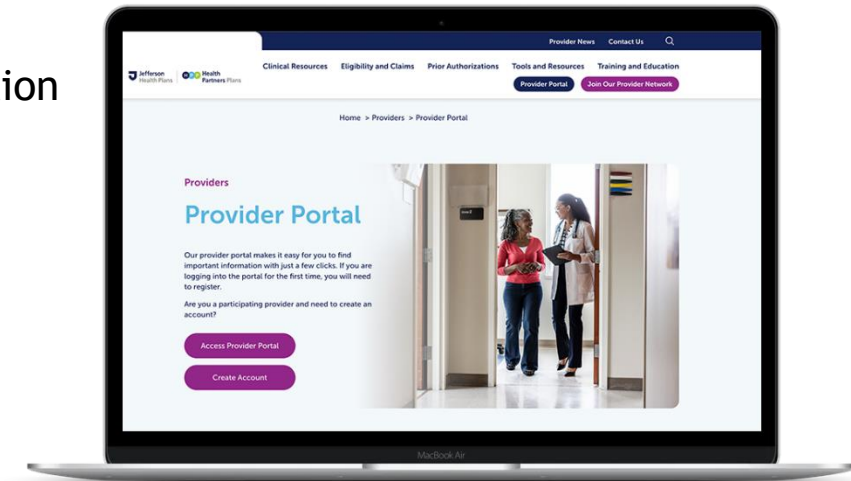 ion
Provider News Contact Us
Jefferson
Health Plans
Health
Partners Plans
Clinical Resources Eligibility and Claims Prior Authorizations Tools and Resources Training and Education
Provider Portal Join Our Provider Network
Home > Providers > Provider Portal
Providers
Provider Portal
Our provider portal makes it easy for you to find
important information with just a few clicks. If you are
logging into the portal for the first time, you will need
to register.
Are you a participating provider and need to create an
account?
Access Provider Portal
Create Account
MacBook Air